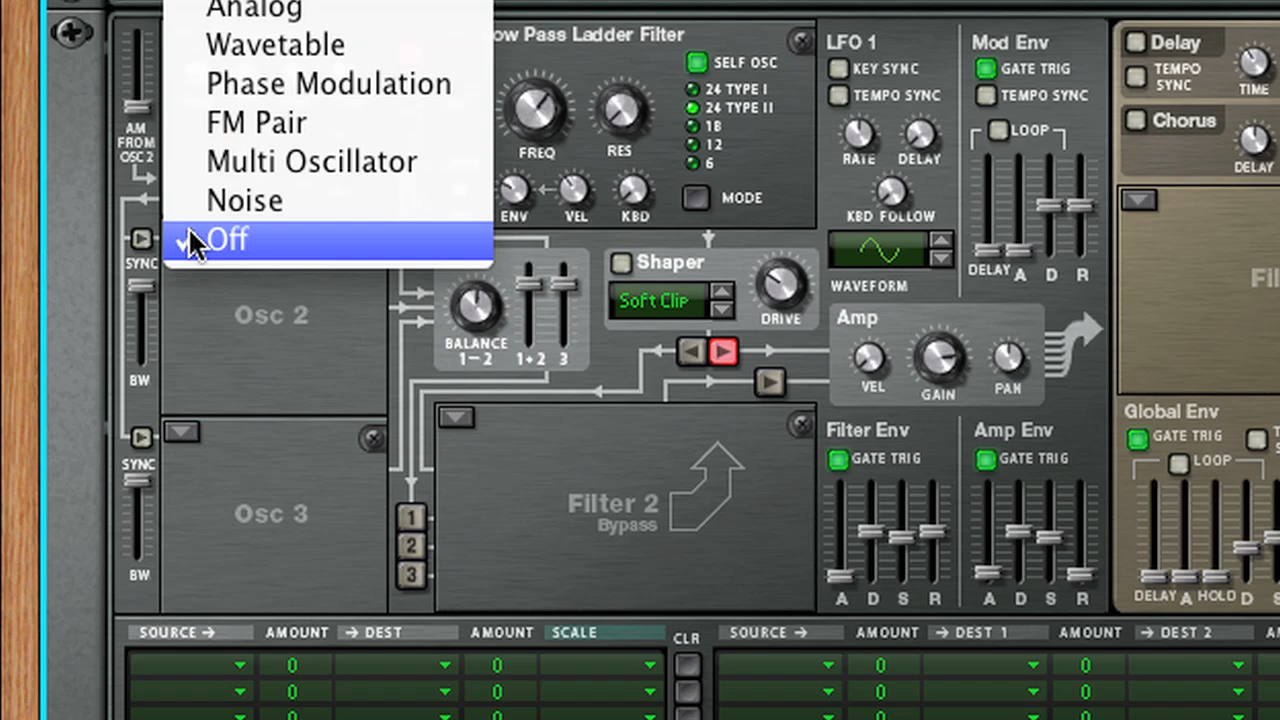 Analog
Wavetable
Phase Modulation
FM Pair
Multi Oscillator
Noise
Off
AM
FROM
OSC 2
SYNC
BW
SYNC
BW
Osc 2
Osc 3
ow Pass Ladder Filter
SELF OSC
24 TYPE I
24 TYPE II
18
12
6
FREQ
RES
ENV
VEL
KBD
MODE
BALANCE
1-2
1+2
3
Shaper
Soft Clip
DRIVE
Filter 2
Bypass
1
2
3
LFO 1
KEY SYNC
TEMPO SYNC
RATE
DELAY
KBD FOLLOW
WAVEFORM
Mod Env
GATE TRIG
TEMPO SYNC
LOOP
DELAY A D R
Amp
VEL
GAIN
PAN
Filter Env
GATE TRIG
A D S R
Amp Env
GATE TRIG
A D S R
Delay
TEMPO
SYNC
TIME
Chorus
DELAY
Global Env
GATE TRIG
LOOP
DELAY A HOLD D
SOURCE → AMOUNT → DEST AMOUNT SCALE CLR SOURCE → AMOUNT → DEST 1 AMOUNT → DEST 2
0 0 0 0
0 0 0 0